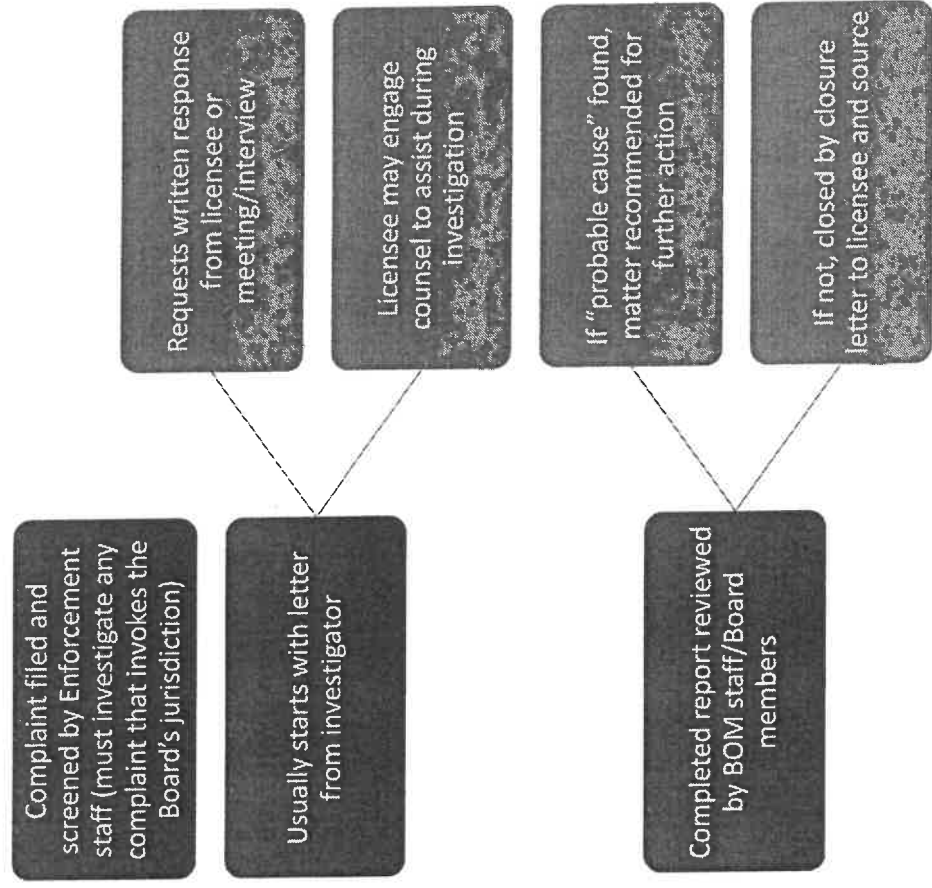 Complaint filed and
screened by Enforcement
staff (must investigate any
complaint that invokes the
Board's jurisdiction)
Usually starts with letter
from investigator
Requests written response
from licensee or
meeting/interview
Licensee may engage
counsel to assist during
investigation
Completed report reviewed
by BOM staff/Board
members
If "probable cause" found,
matter recommended for
further action
If not, closed by closure
letter to licensee and source